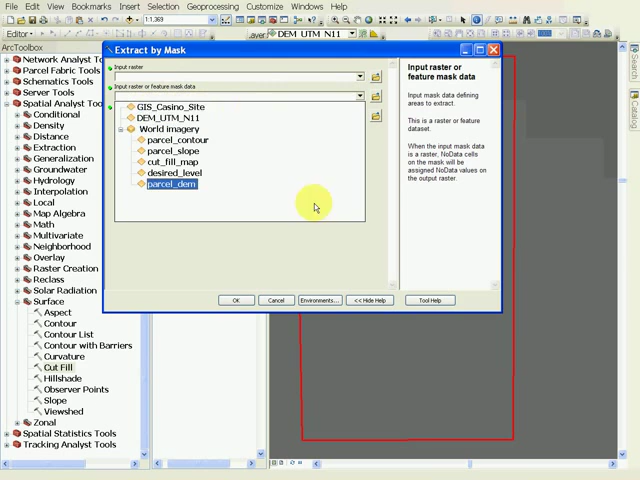 File Edit View Bookmarks Insert Selection Geoprocessing Customize Windows Help
1:1,369
Editor
Layer: DEM_UTM_N11
ArcToolbox
Network Analyst Tools
Parcel Fabric Tools
Schematics Tools
Server Tools
Spatial Analyst Tools
Conditional
Density
Distance
Extraction
Generalization
Groundwater
Hydrology
Interpolation
Local
Map Algebra
Math
Multivariate
Neighborhood
Overlay
Raster Creation
Reclass
Solar Radiation
Surface
Aspect
Contour
Contour List
Contour with Barriers
Curvature
Cut Fill
Hillshade
Observer Points
Slope
Viewshed
Zonal
Spatial Statistics Tools
Tracking Analyst Tools
Extract by Mask
Input raster
Input raster or feature mask data
GIS_Casino_Site
DEM_UTM_N11
World imagery
parcel_contour
parcel_slope
cut_fill_map
desired_level
parcel_dem
OK Cancel Environments... << Hide Help Tool Help
Input raster or
feature mask data
Input mask data defining
areas to extract.
This is a raster or feature
dataset.
When the input mask
data is a raster, NoData cells
on the mask will be
assigned NoData values on
the output raster.
Search
Catalog